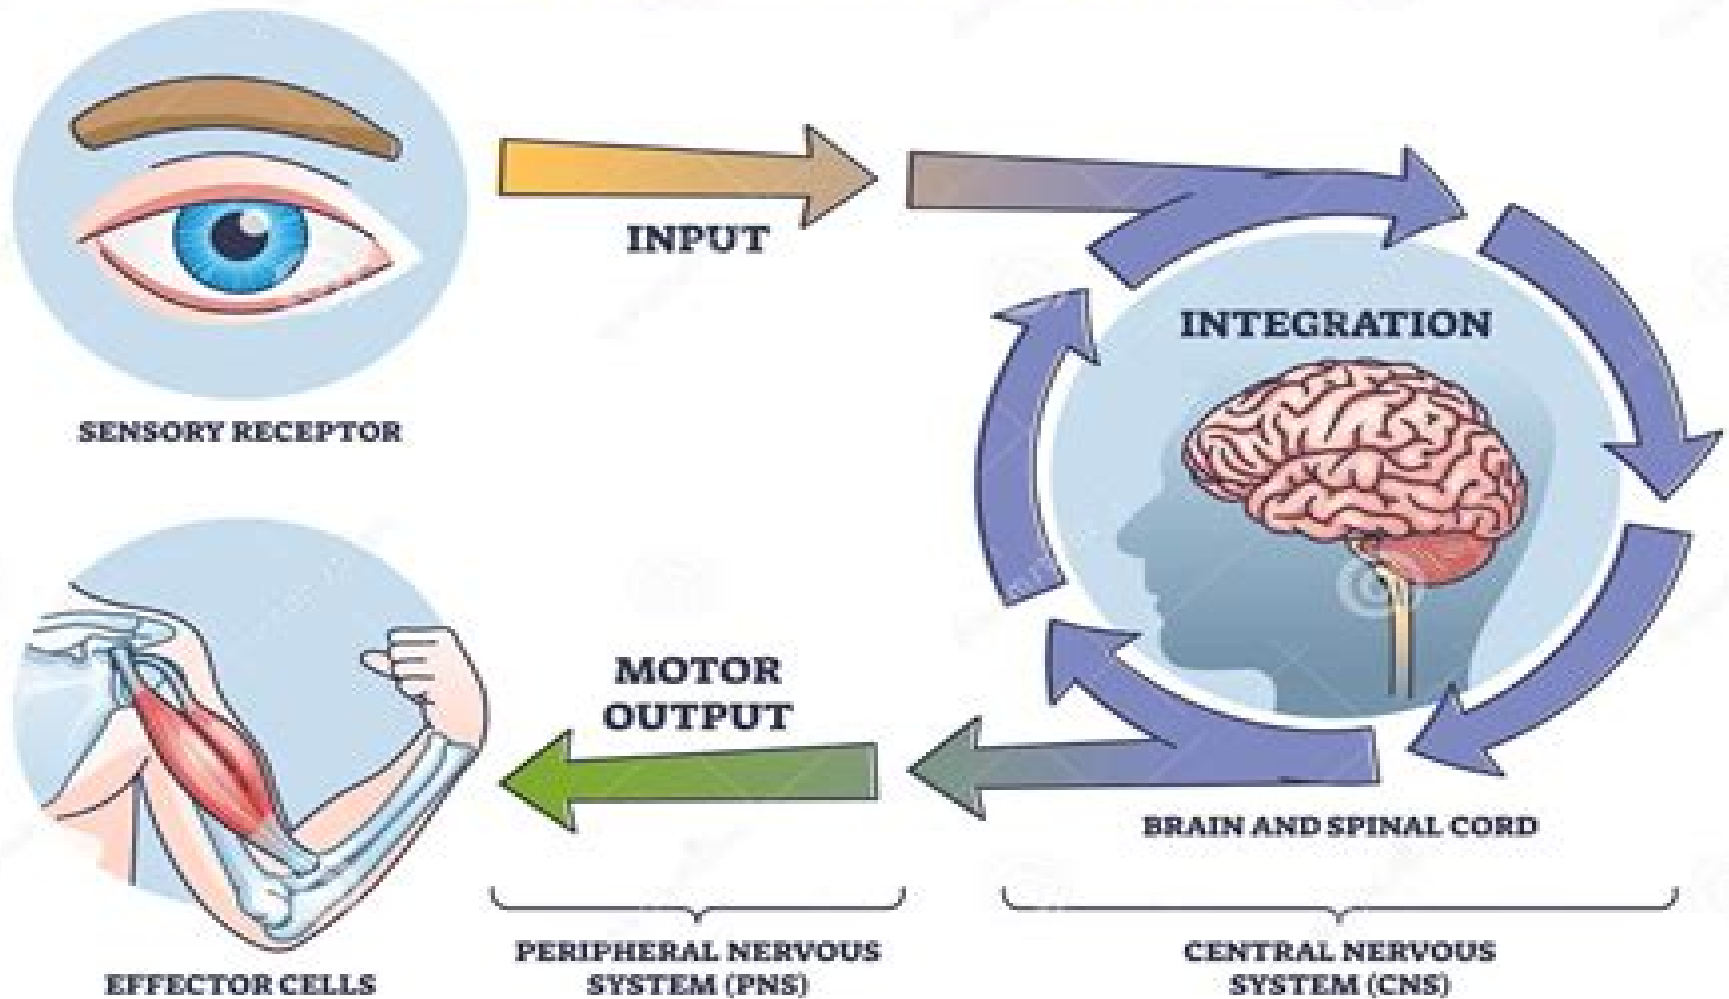 INPUT
INTEGRATION
SENSORY RECEPTOR
MOTOR
OUTPUT
BRAIN AND SPINAL CORD
EFFECTOR CELLS
PERIPHERAL NERVOUS
SYSTEM (PNS)
CENTRAL NERVOUS
SYSTEM (CNS)